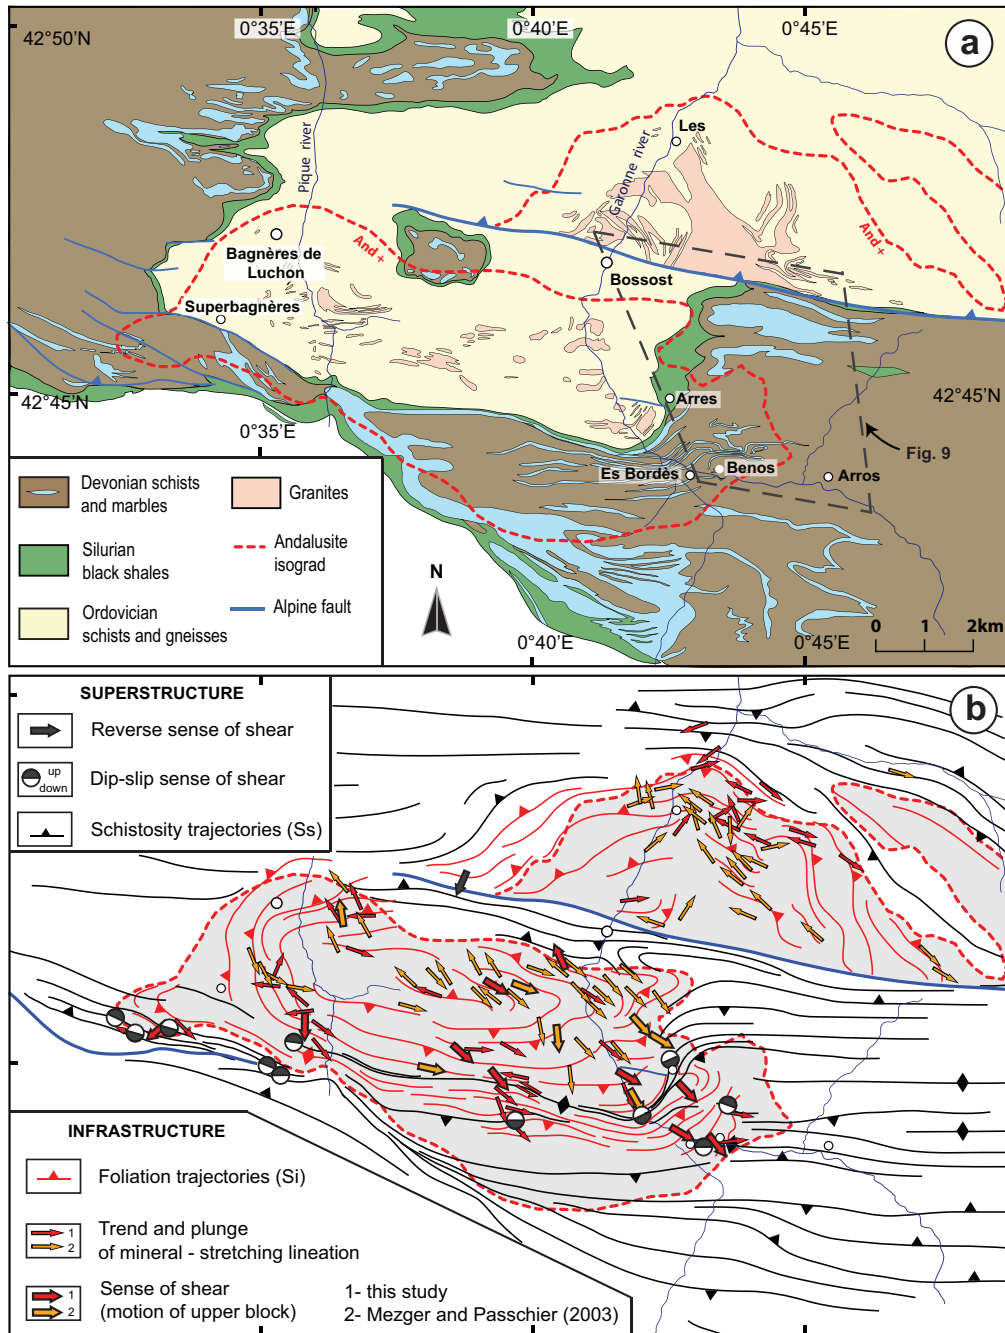 0°35'E
0°40'E
0°45'E
a
42°50'N
Pique river
Garonne river
Les
And +
And +
Bagnères de
Luchon
Bossost
Superbagnères
42°45'N
42°45'N
Arres
0°35'E
Fig. 9
Es Bordès
Benos
Arros
Devonian schists
and marbles
Granites
Silurian
black shales
Andalusite
isograd
Ordovician
schists and gneisses
Alpine fault
N
0°40'E
0°45'E
0 1 2km
b
SUPERSTRUCTURE
Reverse sense of shear
up
down
Dip-slip sense of shear
Schistosity trajectories (Ss)
INFRASTRUCTURE
Foliation trajectories (Si)
1
2
Trend and plunge
of mineral - stretching lineation
1
2
Sense of shear
(motion of upper block)
1- this study
2- Mezger and Passchier (2003)